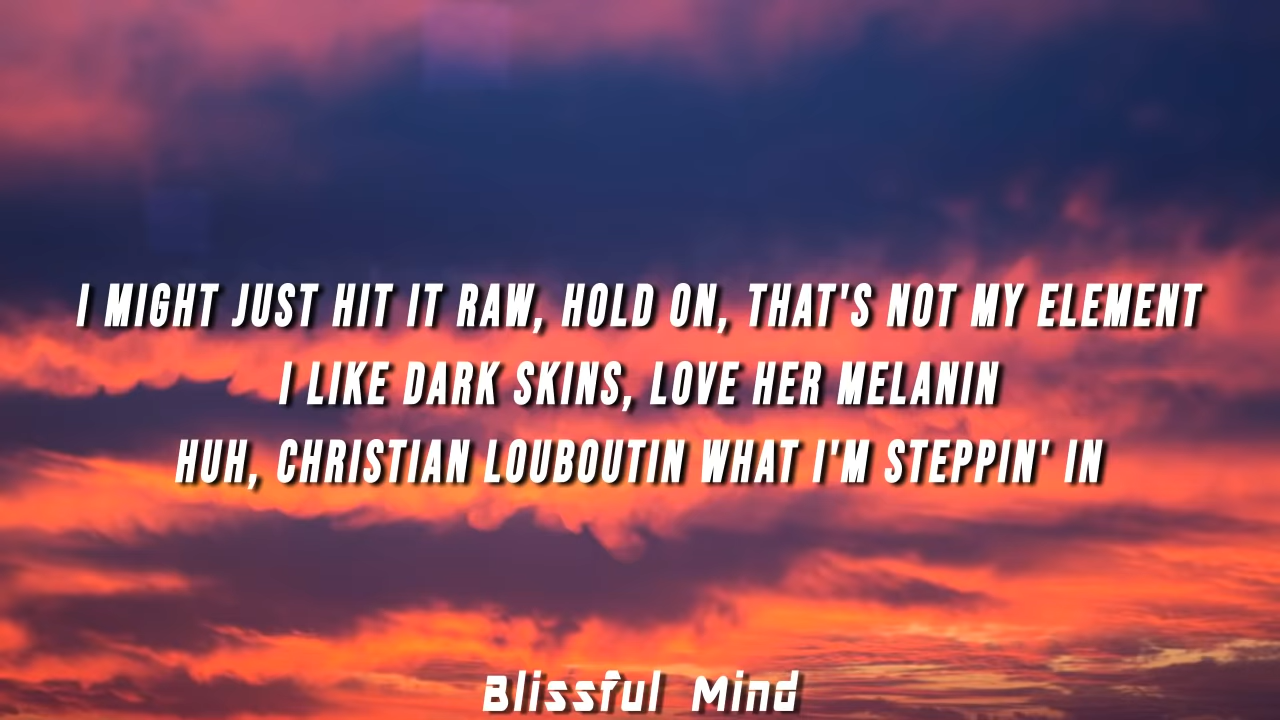 I MIGHT JUST HIT IT RAW, HOLD ON, THAT'S NOT MY ELEMENT
I LIKE DARK SKINS, LOVE HER MELANIN
HUH, CHRISTIAN LOUBOUTIN WHAT I'M STEPPIN' IN
Blissful Mind